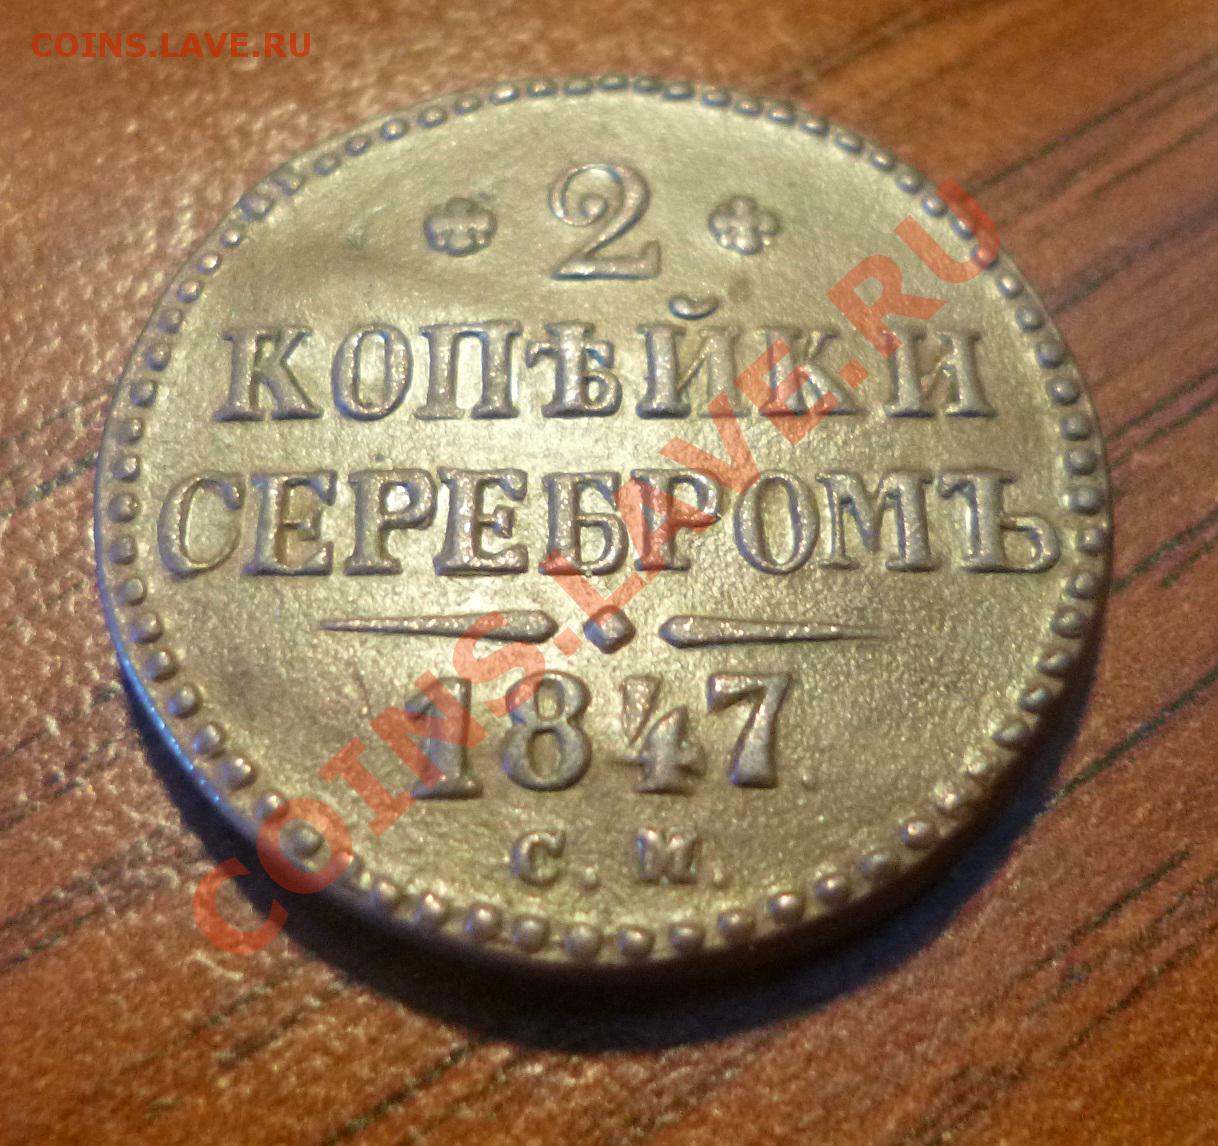 COINS.LAVE.RU
2
КОПѢЙКИ
СЕРЕБРОМЪ
1847
С. М.
COINS.LAVE.RU